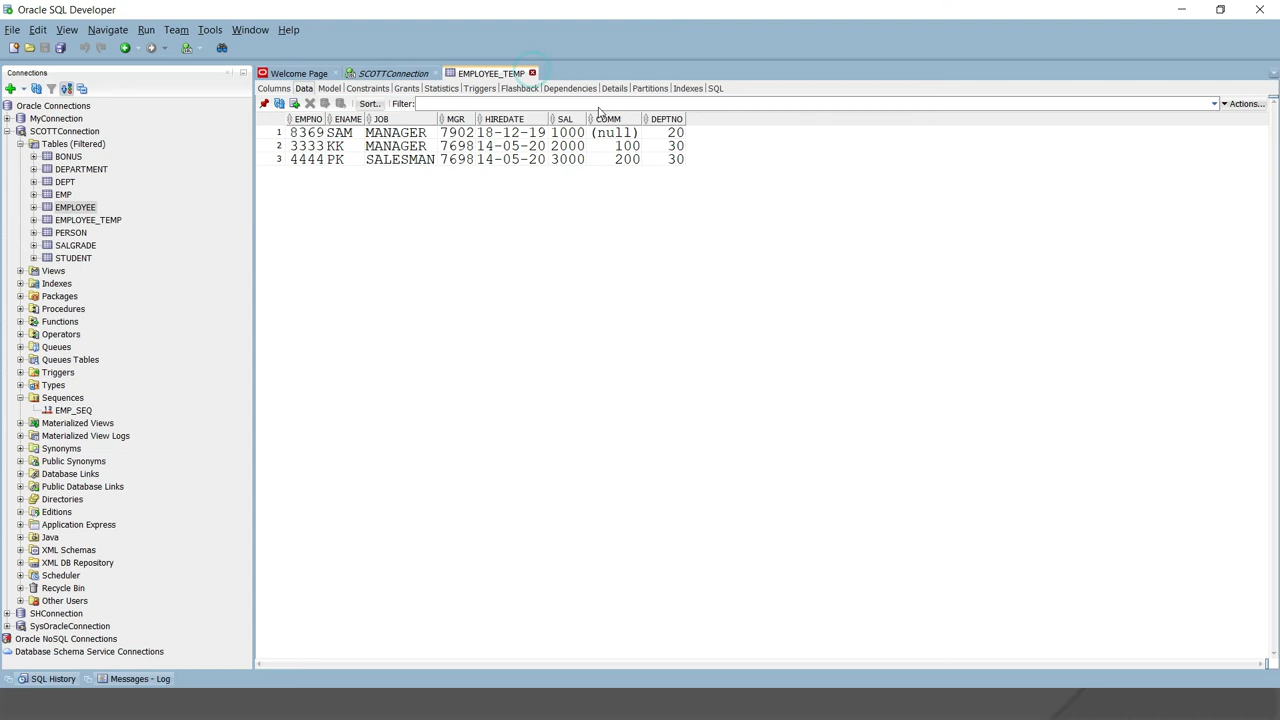 Oracle SQL Developer
File Edit View Navigate Run Team Tools Window Help
Connections
Oracle Connections
MyConnection
SCOTTConnection
Tables (Filtered)
BONUS
DEPARTMENT
DEPT
EMP
EMPLOYEE
EMPLOYEE_TEMP
PERSON
SALGRADE
STUDENT
Views
Indexes
Packages
Procedures
Functions
Operators
Queues
Queues Tables
Triggers
Types
Sequences
EMP_SEQ
Materialized Views
Materialized View Logs
Synonyms
Public Synonyms
Database Links
Public Database Links
Directories
Editions
Application Express
Java
XML Schemas
XML DB Repository
Scheduler
Recycle Bin
Other Users
SHConnection
SysOracleConnection
Oracle NoSQL Connections
Database Schema Service Connections
Welcome Page SCOTTConnection EMPLOYEE_TEMP
Columns Data Model Constraints Grants Statistics Triggers Flashback Dependencies Details Partitions Indexes SQL
Sort.. Filter: Actions...
EMPNO ENAME JOB MGR HIREDATE SAL COMM DEPTNO
1 8369 SAM MANAGER 7902 18-12-19 1000 (null) 20
2 3333 KK MANAGER 7698 14-05-20 2000 100 30
3 4444 PK SALESMAN 7698 14-05-20 3000 200 30
SQL History Messages - Log